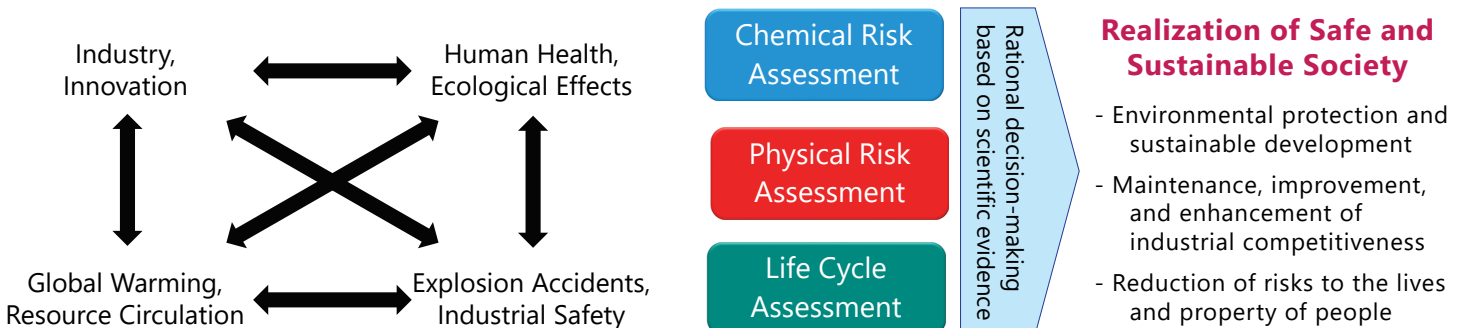 Industry,
Innovation
Human Health,
Ecological Effects
Global Warming,
Resource Circulation
Explosion Accidents,
Industrial Safety
Chemical Risk
Assessment
Physical Risk
Assessment
Life Cycle
Assessment
Rational decision-making
based on scientific evidence
Realization of Safe and
Sustainable Society
- Environmental protection and
sustainable development
- Maintenance, improvement,
and enhancement of
industrial competitiveness
- Reduction of risks to the lives
and property of people